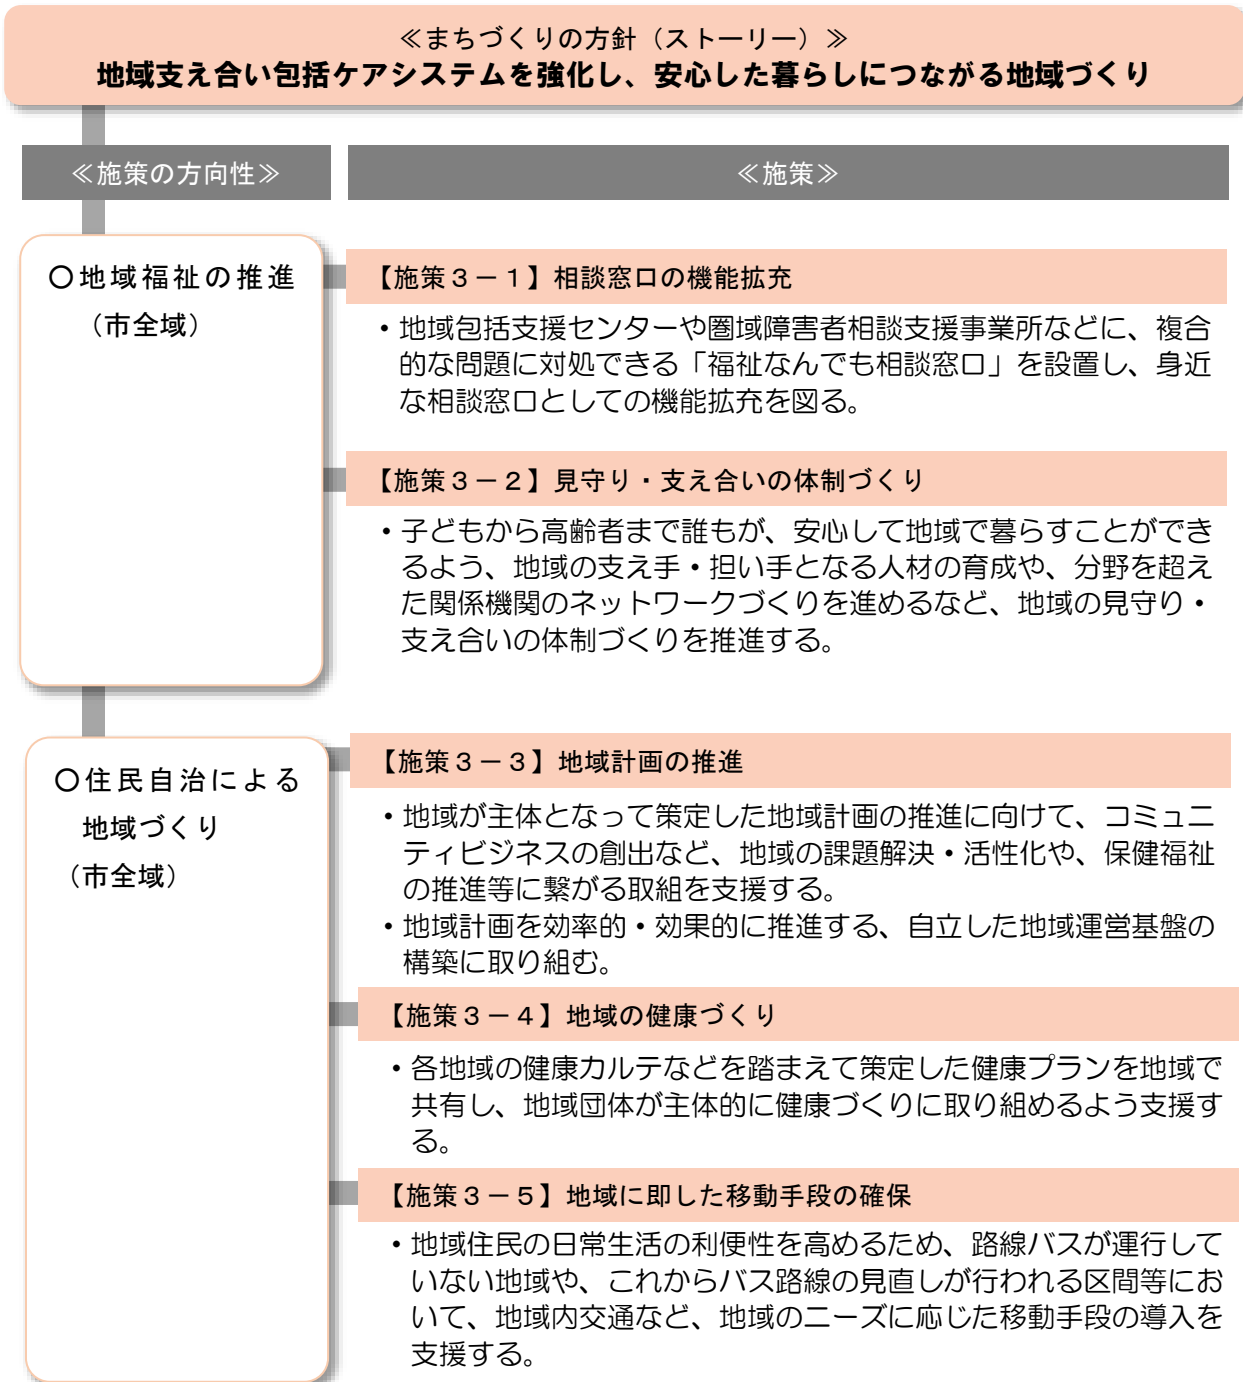 ≪まちづくりの方針（ストーリー）≫
地域支え合い包括ケアシステムを強化し、安心した暮らしにつながる地域づくり
≪施策の方向性≫
≪施策≫
〇地域福祉の推進
（市全域）
【施策３－１】相談窓口の機能拡充
・地域包括支援センターや圏域障害者相談支援事業所などに、複合
的な問題に対処できる「福祉なんでも相談窓口」を設置し、身近
な相談窓口としての機能拡充を図る。
【施策３－２】見守り・支え合いの体制づくり
・子どもから高齢者まで誰もが、安心して地域で暮らすことができ
るよう、地域の支え手・担い手となる人材の育成や、分野を超え
た関係機関のネットワークづくりを進めるなど、地域の見守り・
支え合いの体制づくりを推進する。
〇住民自治による
地域づくり
（市全域）
【施策３－３】地域計画の推進
・地域が主体となって策定した地域計画の推進に向けて、コミュニ
ティビジネスの創出など、地域の課題解決・活性化や、保健福祉
の推進等に繋がる取組を支援する。
・地域計画を効率的・効果的に推進する、自立した地域運営基盤の
構築に取り組む。
【施策３－４】地域の健康づくり
・各地域の健康カルテなどを踏まえて策定した健康プランを地域で
共有し、地域団体が主体的に健康づくりに取り組めるよう支援す
る。
【施策３－５】地域に即した移動手段の確保
・地域住民の日常生活の利便性を高めるため、路線バスが運行して
いない地域や、これからバス路線の見直しが行われる区間等にお
いて、地域内交通など、地域のニーズに応じた移動手段の導入を
支援する。